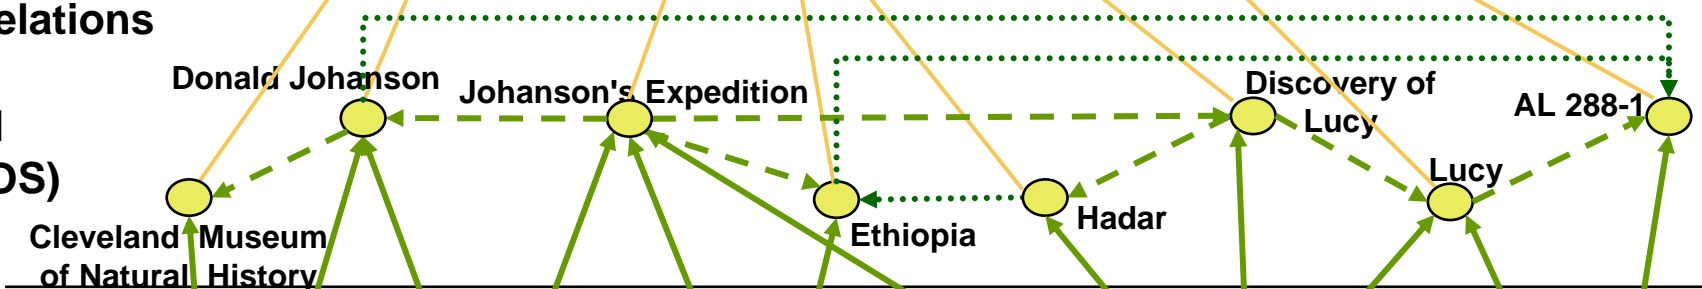 elations
Donald Johanson
Johanson's Expedition
Discovery of
Lucy
AL 288-1
OS)
Lucy
Cleveland Museum
of Natural History
Ethiopia
Hadar